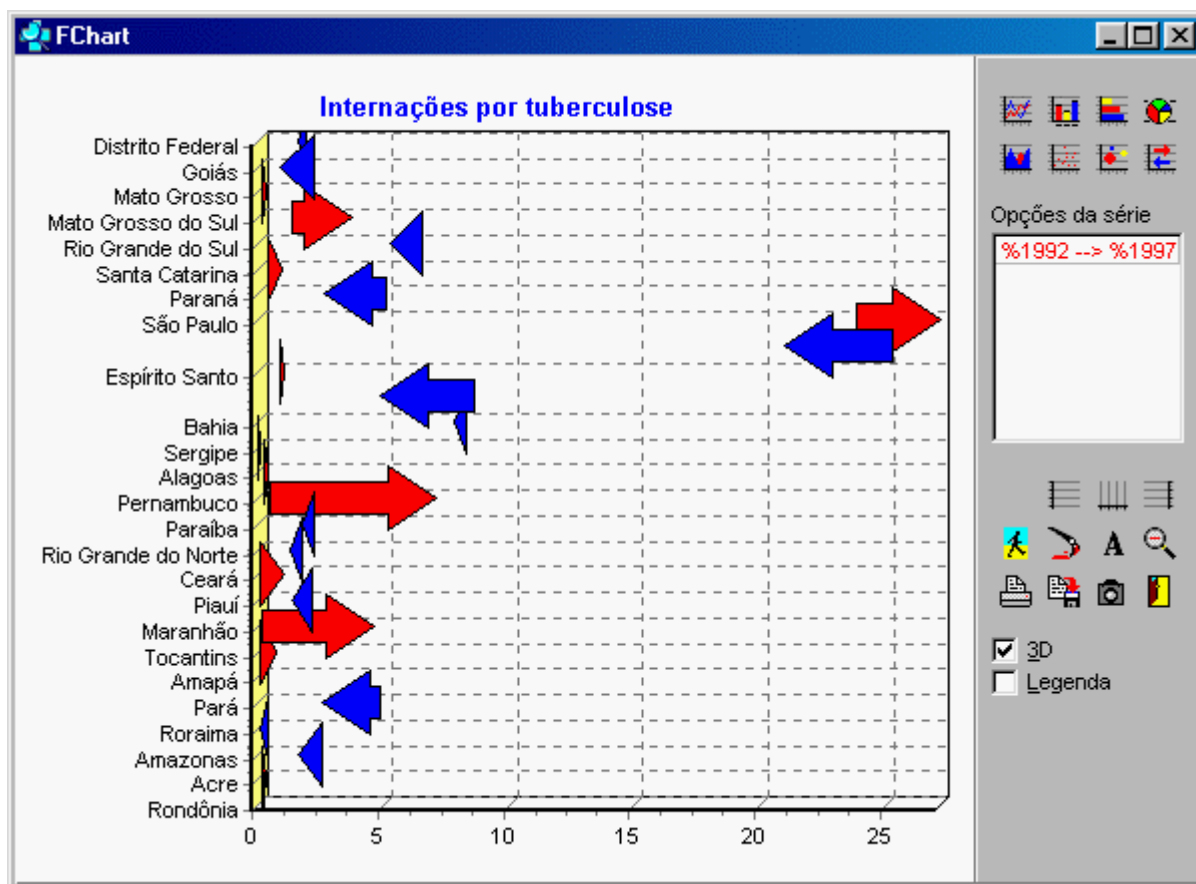 FChart
Internações por tuberculose
Distrito Federal
Goiás
Mato Grosso
Mato Grosso do Sul
Rio Grande do Sul
Santa Catarina
Paraná
São Paulo
Espírito Santo
Bahia
Sergipe
Alagoas
Pernambuco
Paraíba
Rio Grande do Norte
Ceará
Piauí
Maranhão
Tocantins
Amapá
Pará
Roraima
Amazonas
Acre
Rondônia
0 5 10 15 20 25
Opções da série
%1992 --> %1997
A
3D
Legenda